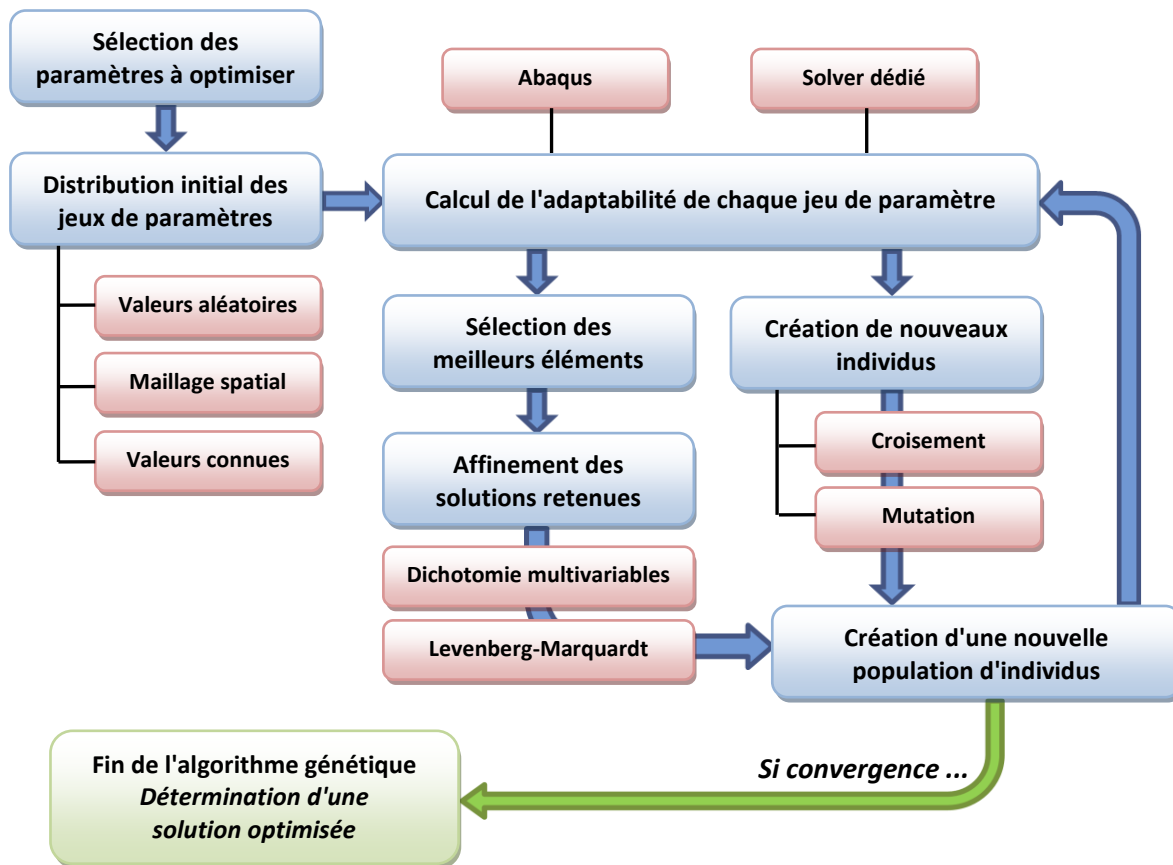 Sélection des
paramètres à optimiser
Abaqus
Solver dédié
Distribution initial des
jeux de paramètres
Calcul de l'adaptabilité de chaque jeu de paramètre
Valeurs aléatoires
Maillage spatial
Valeurs connues
Sélection des
meilleurs éléments
Création de nouveaux
individus
Affinement des
solutions retenues
Croisement
Mutation
Dichotomie multivariables
Levenberg-Marquardt
Création d'une nouvelle
population d'individus
Si convergence ...
Fin de l'algorithme génétique
Détermination d'une
solution optimisée